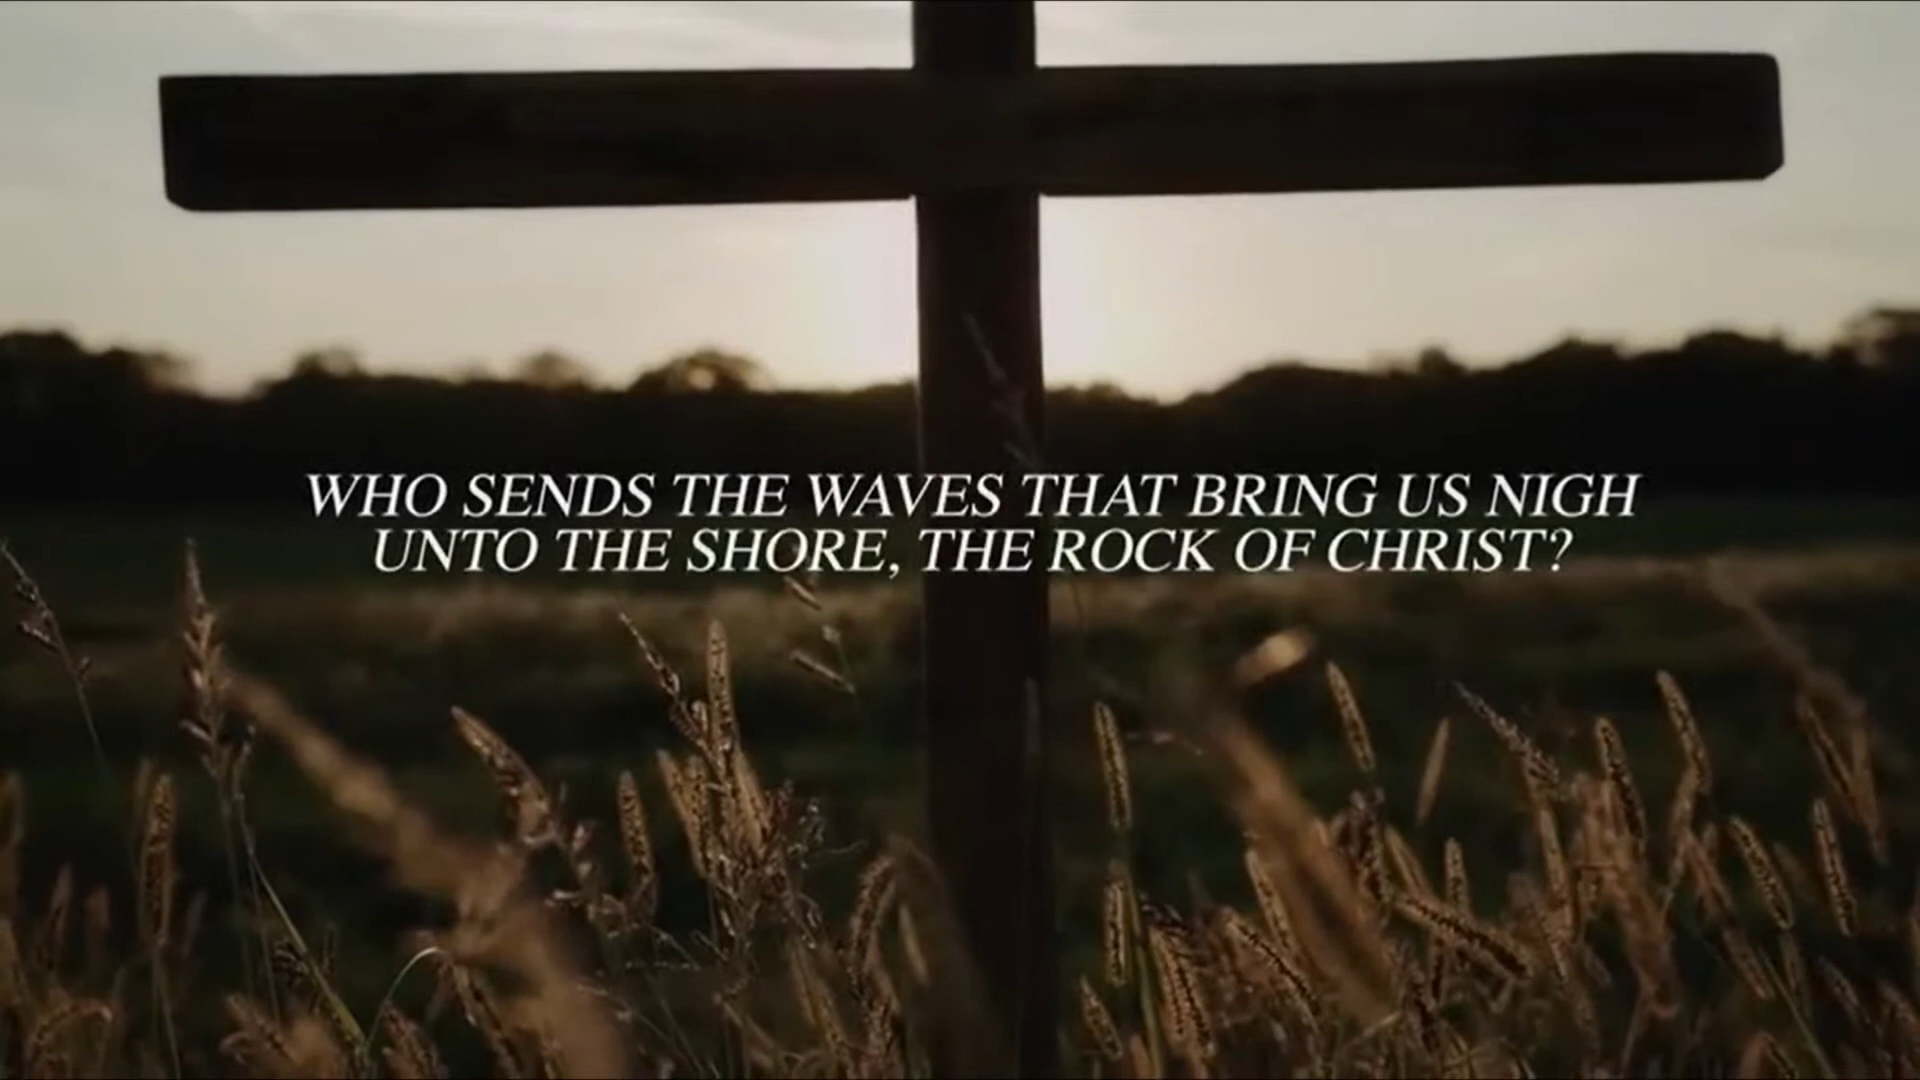 WHO SENDS THE WAVES THAT BRING US NIGH
UNTO THE SHORE, THE ROCK OF CHRIST?